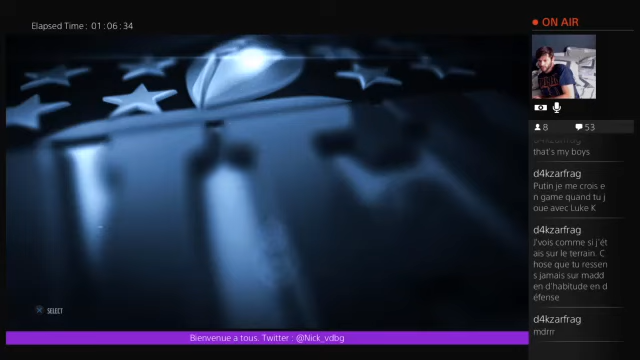 Elapsed Time : 01:06:34
ON AIR
8
53
d4kzarfrag
that's my boys
d4kzarfrag
Putin je me crois e
n game quand tu j
oue avec Luke K
d4kzarfrag
J'vois comme si j'ét
ais sur le terrain. C
hose que tu ressen
s jamais sur madd
en d'habitude en d
éfense
d4kzarfrag
mdrrr
SELECT
Bienvenue a tous. Twitter : @Nick_vdbg